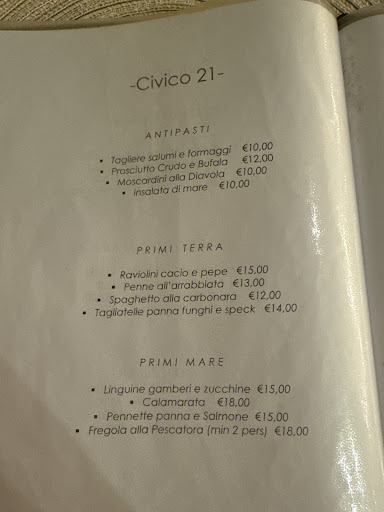 -Civico 21-
ANTIPASTI
• Tagliere salumi e formaggi €10,00
• Prosciutto Crudo e Bufala €12,00
• Moscardini alla Diavola €10,00
• insalata di mare €10,00
PRIMI TERRA
• Raviolini cacio e pepe €15,00
• Penne all'arrabbiata €13,00
• Spaghetto alla carbonara €12,00
• Tagliatelle panna funghi e speck €14,00
PRIMI MARE
• Linguine gamberi e zucchine €15,00
• Calamarata €18,00
• Pennette panna e Salmone €15,00
• Fregola alla Pescatora (min 2 pers) €18,00